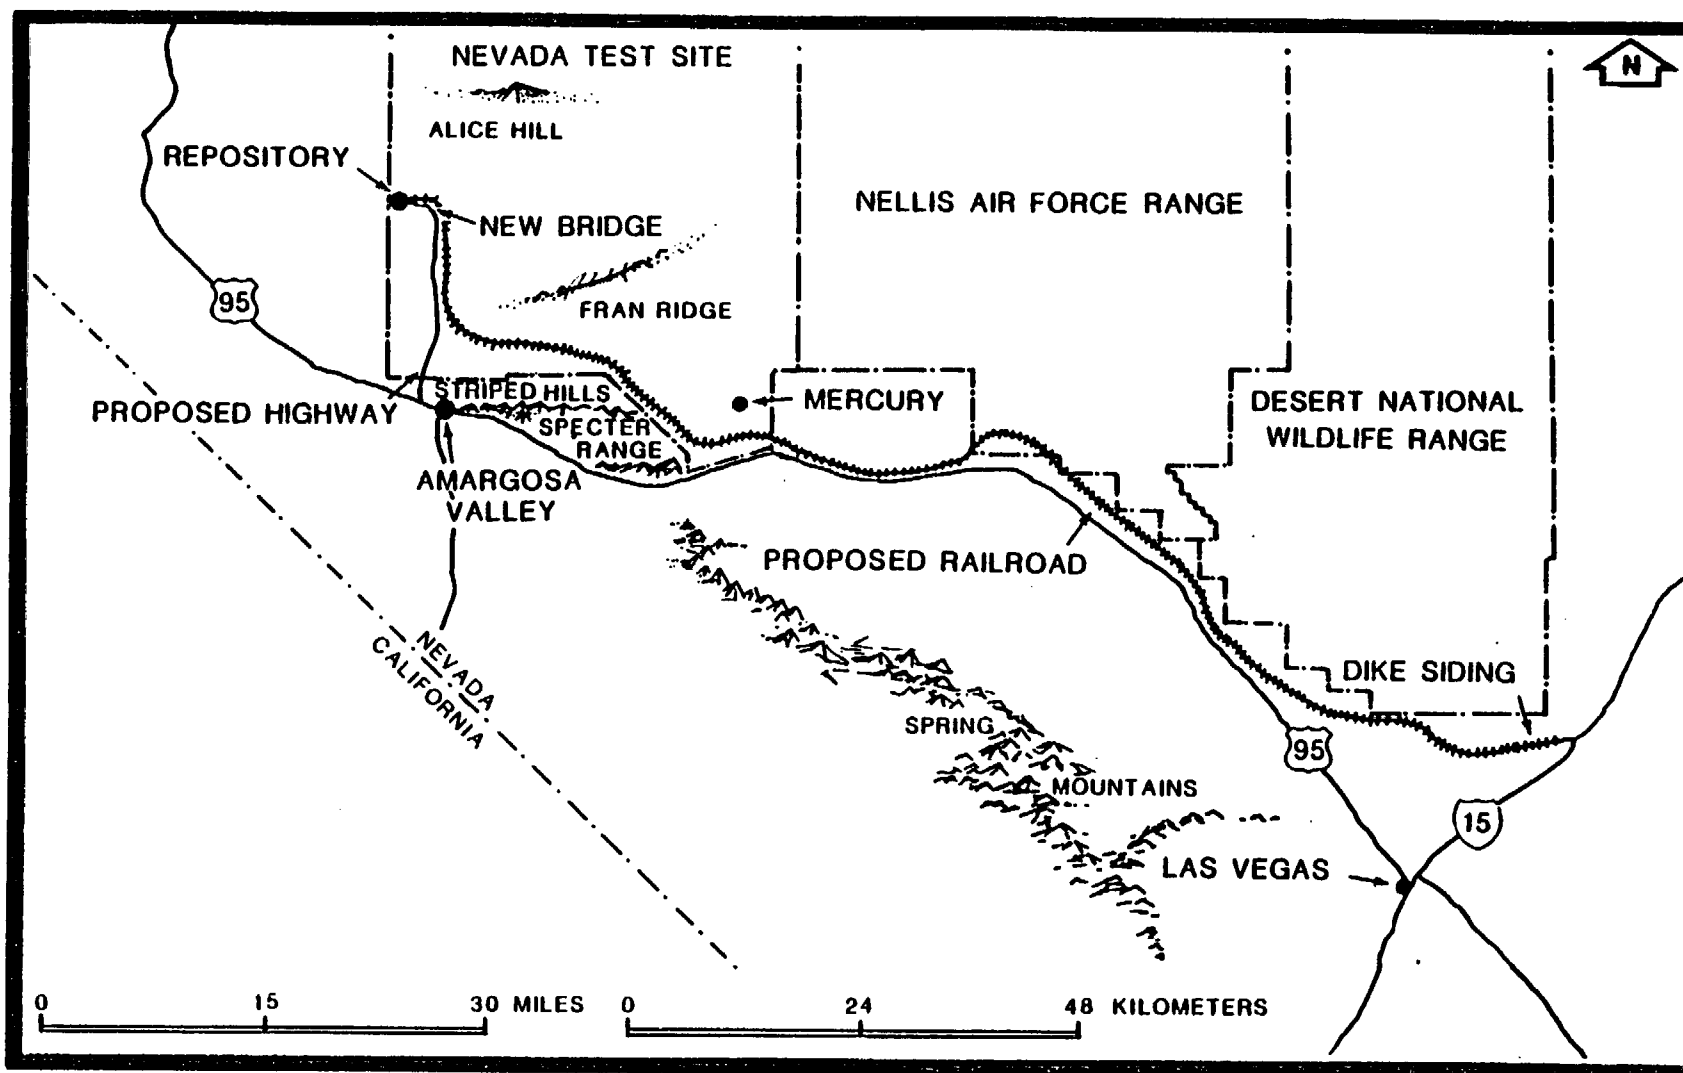 NEVADA TEST SITE
N
ALICE HILL
REPOSITORY
NELLIS AIR FORCE RANGE
NEW BRIDGE
95
FRAN RIDGE
STRIPED HILLS
MERCURY
DESERT NATIONAL
WILDLIFE RANGE
PROPOSED HIGHWAY
SPECTER
RANGE
AMARGOSA
VALLEY
PROPOSED RAILROAD
NEVADA
CALIFORNIA
DIKE SIDING
SPRING
MOUNTAINS
95
15
LAS VEGAS
0 15 30 MILES
0 24 48 KILOMETERS